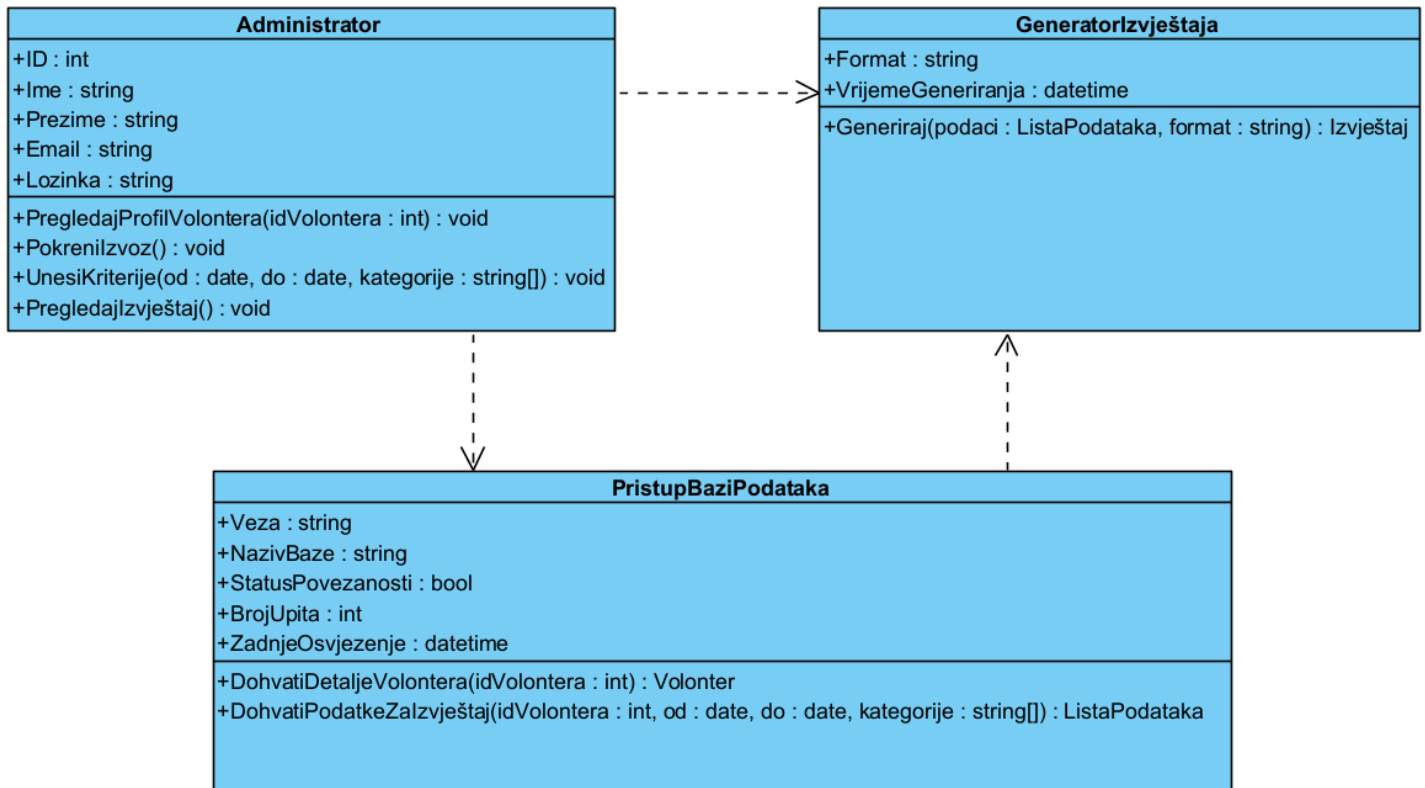 Administrator
+ID : int
+Ime : string
+Prezime : string
+Email : string
+Lozinka : string
+PregledajProfilVolontera(idVolontera : int) : void
+PokreniIzvoz() : void
+UnesiKriterije(od : date, do : date, kategorije : string[]) : void
+PregledajIzvještaj() : void
GeneratorIzvještaja
+Format : string
+VrijemeGeneriranja : datetime
+Generiraj(podaci : ListaPodataka, format : string) : Izvještaj
PristupBaziPodataka
+Veza : string
+NazivBaze : string
+StatusPovezanosti : bool
+BrojUpita : int
+ZadnjeOsvjezenje : datetime
+DohvatiDetaljeVolontera(idVolontera : int) : Volonter
+DohvatiPodatkeZaIzvještaj(idVolontera : int, od : date, do : date, kategorije : string[]) : ListaPodataka